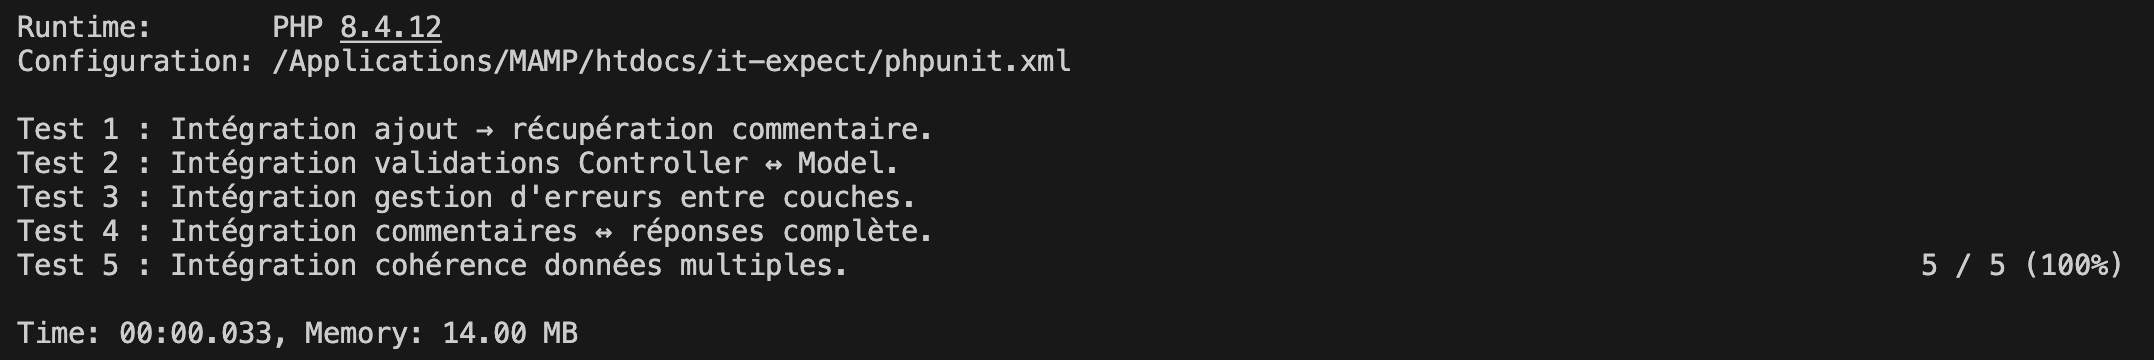 Runtime:       PHP 8.4.12
Configuration: /Applications/MAMP/htdocs/it-expect/phpunit.xml
Test 1 : Intégration ajout → récupération commentaire.
Test 2 : Intégration validations Controller ↔ Model.
Test 3 : Intégration gestion d'erreurs entre couches.
Test 4 : Intégration commentaires ↔ réponses complète.
Test 5 : Intégration cohérence données multiples. 5 / 5 (100%)
Time: 00:00.033, Memory: 14.00 MB